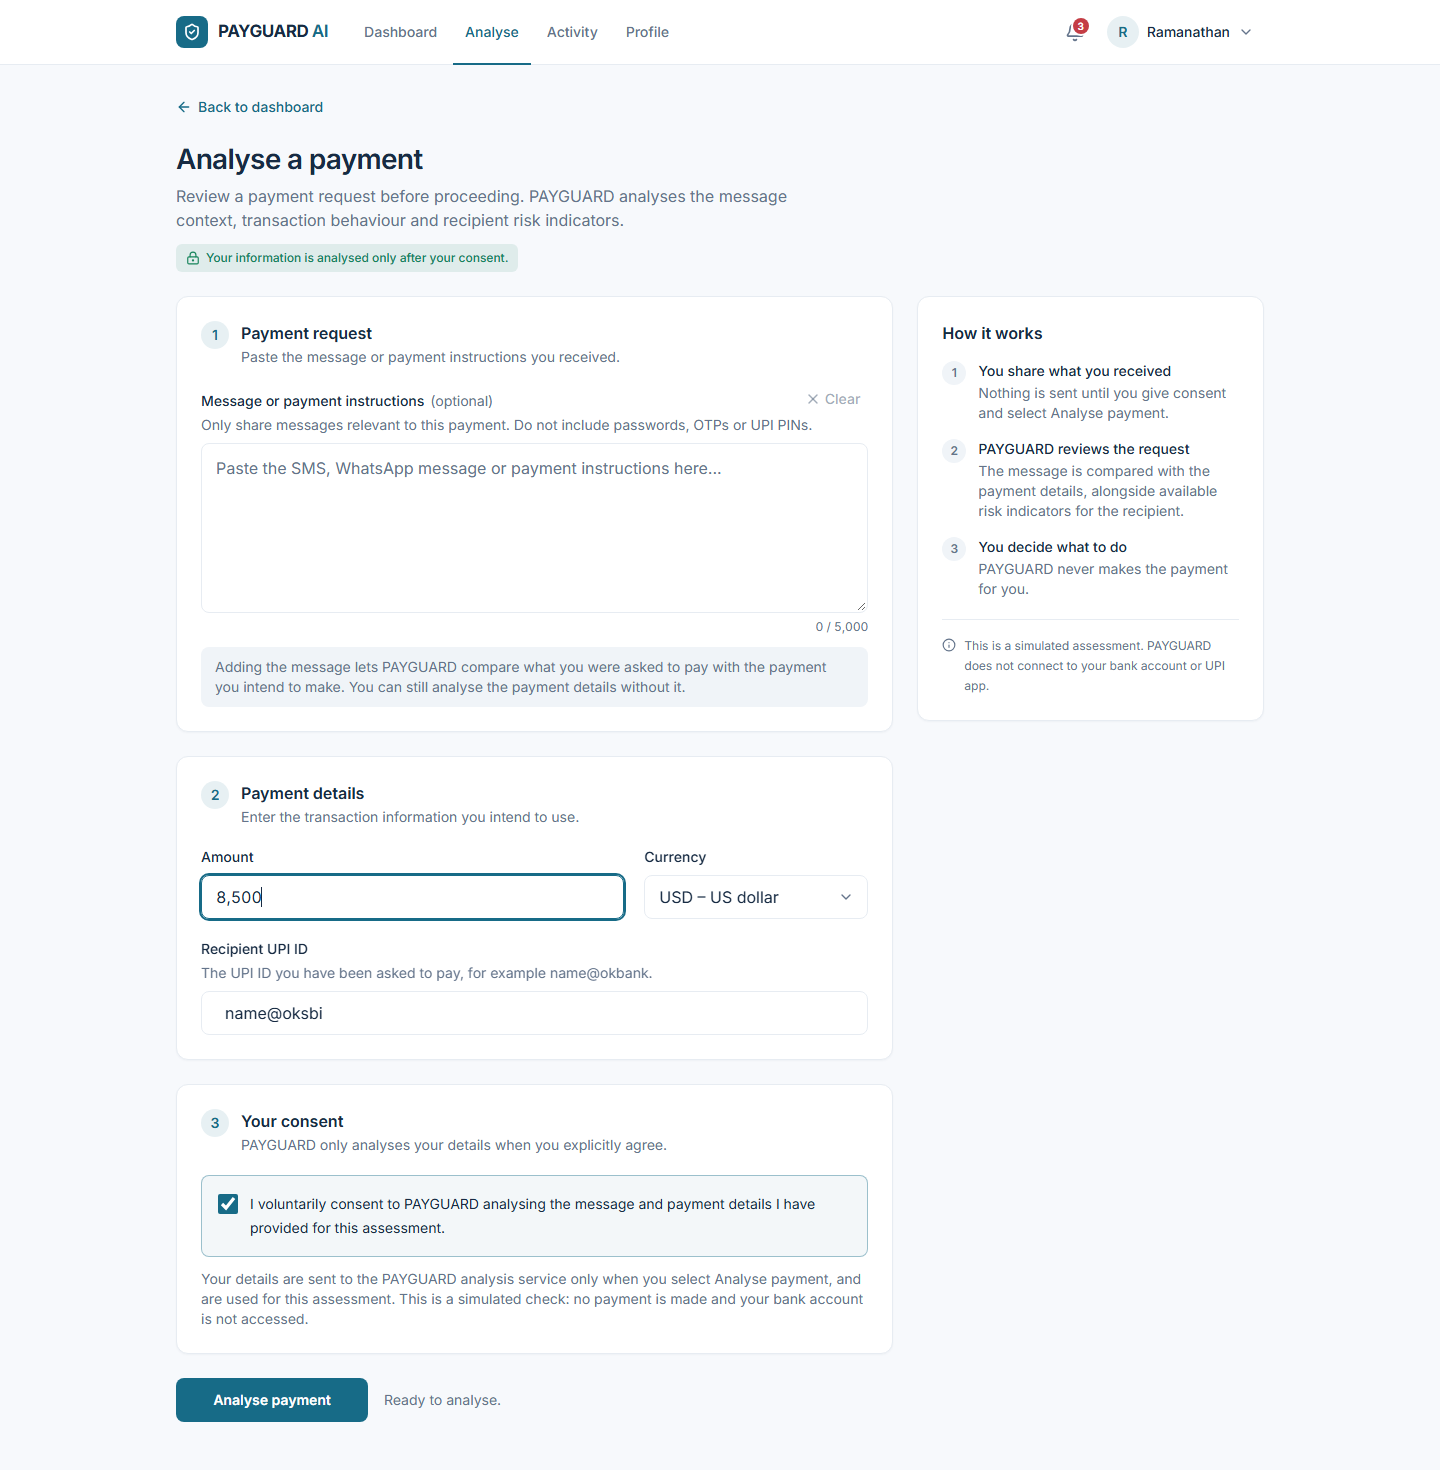 PAYGUARD AI
Dashboard
Analyse
Activity
Profile
3
R
Ramanathan
Back to dashboard
Analyse a payment
Review a payment request before proceeding. PAYGUARD analyses the message
context, transaction behaviour and recipient risk indicators.
Your information is analysed only after your consent.
1
Payment request
Paste the message or payment instructions you received.
Message or payment instructions (optional)
Clear
Only share messages relevant to this payment. Do not include passwords, OTPs or UPI PINs.
Paste the SMS, WhatsApp message or payment instructions here...
0 / 5,000
Adding the message lets PAYGUARD compare what you were asked to pay with the payment
you intend to make. You can still analyse the payment details without it.
How it works
1
You share what you received
Nothing is sent until you give consent
and select Analyse payment.
2
PAYGUARD reviews the request
The message is compared with the
payment details, alongside available
risk indicators for the recipient.
3
You decide what to do
PAYGUARD never makes the payment
for you.
This is a simulated assessment. PAYGUARD
does not connect to your bank account or UPI
app.
2
Payment details
Enter the transaction information you intend to use.
Amount
Currency
8,500
USD – US dollar
Recipient UPI ID
The UPI ID you have been asked to pay, for example name@okbank.
name@oksbi
3
Your consent
PAYGUARD only analyses your details when you explicitly agree.
I voluntarily consent to PAYGUARD analysing the message and payment details I have
provided for this assessment.
Your details are sent to the PAYGUARD analysis service only when you select Analyse payment, and
are used for this assessment. This is a simulated check: no payment is made and your bank account
is not accessed.
Analyse payment
Ready to analyse.